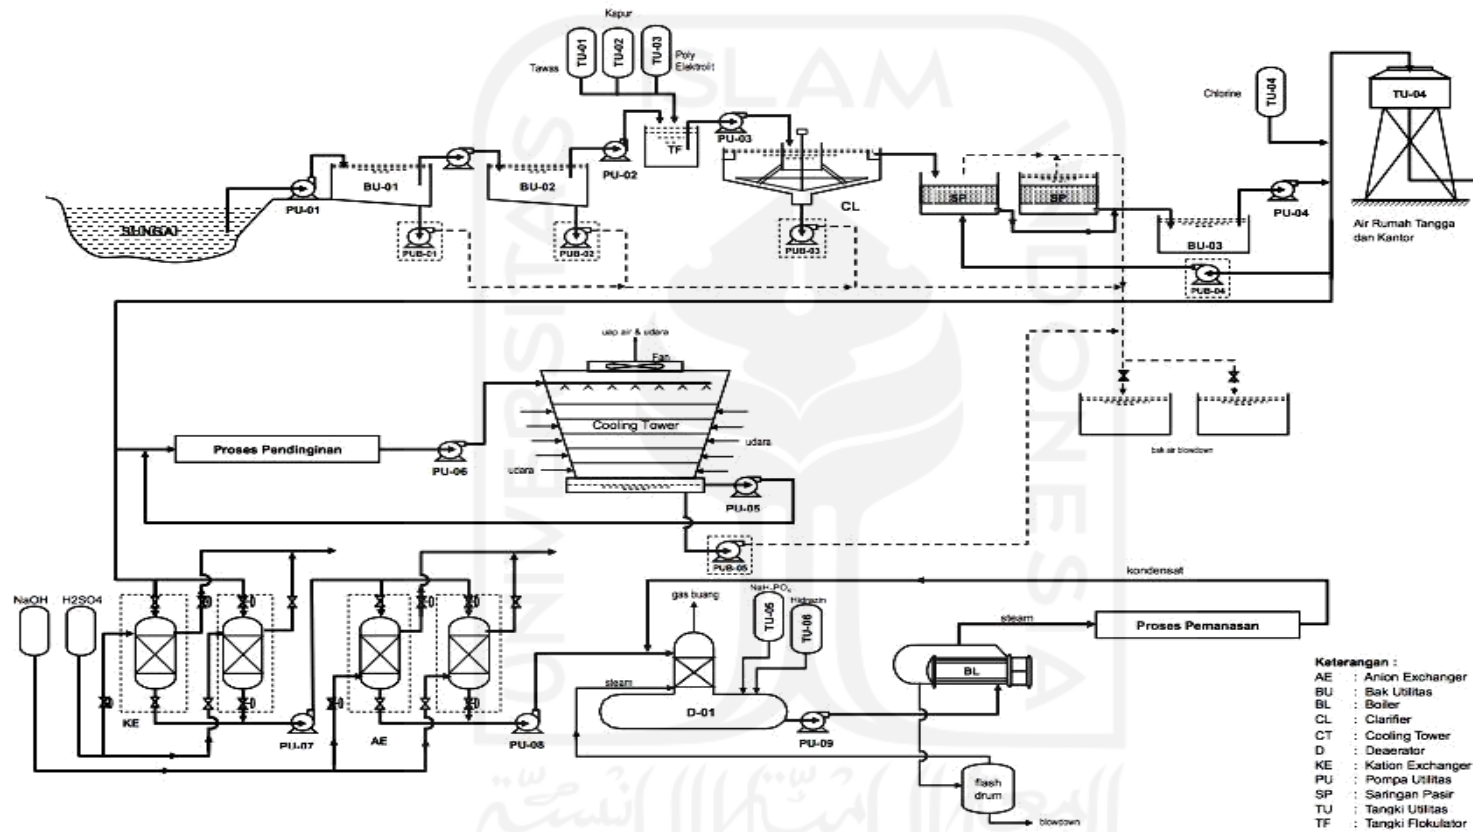 Kapur
TU-01
TU-02
TU-03
Tawas
Poly
Elektrolit
Chlorine
TU-04
TU-04
TF
PU-03
BU-01
BU-02
PU-02
PU-01
SUNGAI
CL
SP
SP
PU-04
BU-03
Air Rumah Tangga
dan Kantor
PUB-01
PUB-02
PUB-03
PUB-04
uap air & udara
Fan
Cooling Tower
udara
udara
Proses Pendinginan
PU-06
PU-05
PUB-05
bak air blowdown
NaOH
H2SO4
KE
PU-07
AE
PU-08
gas buang
steam
D-01
TU-05
Hidrazin
TU-06
PU-09
kondensat
steam
Proses Pemanasan
BL
flash
drum
blowdown
Keterangan :
AE : Anion Exchanger
BU : Bak Utilitas
BL : Boiler
CL : Clarifier
CT : Cooling Tower
D : Deaerator
KE : Kation Exchanger
PU : Pompa Utilitas
SP : Saringan Pasir
TU : Tangki Utilitas
TF : Tangki Flokulator
ISLAM
UNIVERSITAS
INDONESIA